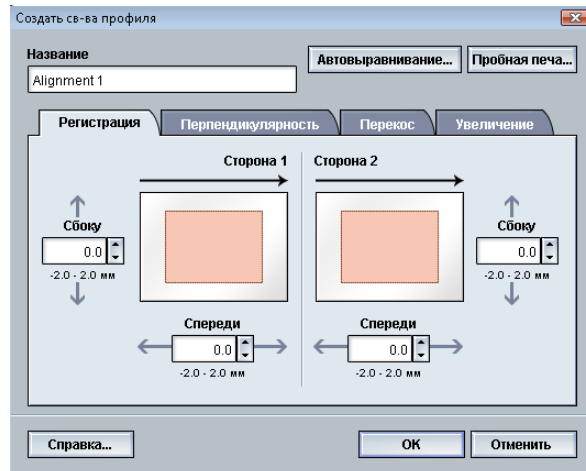 Создать св-ва профиля
Название
Автовыравнивание... Пробная печа...
Alignment 1
Регистрация Перпендикулярность Перекос Увеличение
Сторона 1 Сторона 2
Сбоку Сбоку
0.0 0.0
-2.0 - 2.0 мм -2.0 - 2.0 мм
Спереди Спереди
0.0 0.0
-2.0 - 2.0 мм -2.0 - 2.0 мм
Справка... OK Отменить